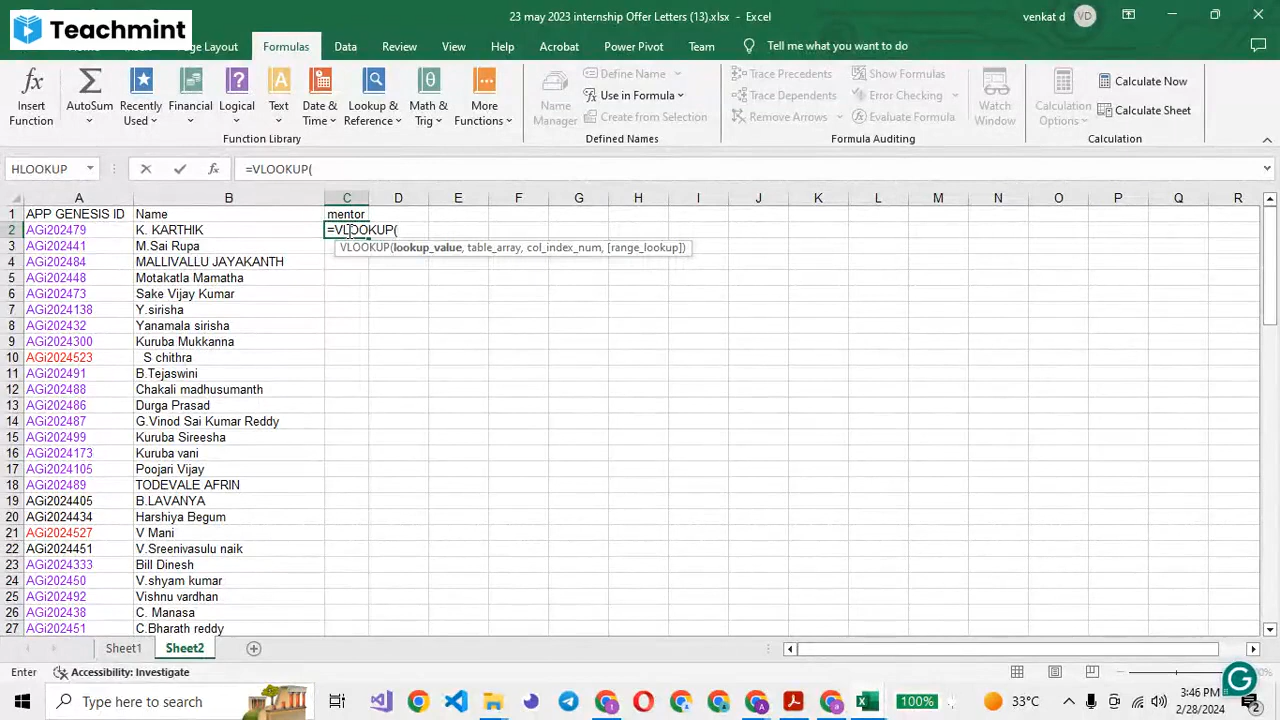 Teachmint
3 may 2023 internship Offer Letters (13).xlsx - Exce
venkat d
VD
Page Layout
Formulas
Data
Review
View
Help
Acrobat
Power Pivot
Team
Tell me what you want to do
Insert Function
AutoSum
Recently Used
Financial
Logical
Text
Date & Time
Lookup & Reference
Math & Trig
More Functions
Function Library
Name Manager
Define Name
Use in Formula
Create from Selection
Defined Names
Trace Precedents
Trace Dependents
Remove Arrows
Show Formulas
Error Checking
Evaluate Formula
Formula Auditing
Watch Window
Calculation Options
Calculate Now
Calculate Sheet
Calculation
HLOOKUP
fx
=VLOOKUP(
A B C D E F G H I J K L M N O P Q R
1 APP GENESIS ID Name mentor
2 AGi202479 K. KARTHIK =VLOOKUP(
VLOOKUP(lookup_value, table_array, col_index_num, [range_lookup])
3 AGi202441 M.Sai Rupa
4 AGi202484 MALLIVALLU JAYAKANTH
5 AGi202448 Motakatla Mamatha
6 AGi202473 Sake Vijay Kumar
7 AGi2024138 Y.sirisha
8 AGi202432 Yanamala sirisha
9 AGi2024300 Kuruba Mukkanna
10 AGi2024523 S chithra
11 AGi202491 B.Tejaswini
12 AGi202488 Chakali madhusumanth
13 AGi202486 Durga Prasad
14 AGi202487 G.Vinod Sai Kumar Reddy
15 AGi202499 Kuruba Sireesha
16 AGi2024173 Kuruba vani
17 AGi2024105 Poojari Vijay
18 AGi202489 TODEVALE AFRIN
19 AGi2024405 B.LAVANYA
20 AGi2024434 Harshiya Begum
21 AGi2024527 V Mani
22 AGi2024451 V.Sreenivasulu naik
23 AGi2024333 Bill Dinesh
24 AGi202450 V.shyam kumar
25 AGi202492 Vishnu vardhan
26 AGi202438 C. Manasa
27 AGi202451 C.Bharath reddy
Sheet1
Sheet2
Enter
Accessibility: Investigate
Type here to search
100%
33°C
3:46 PM
2/28/2024
2